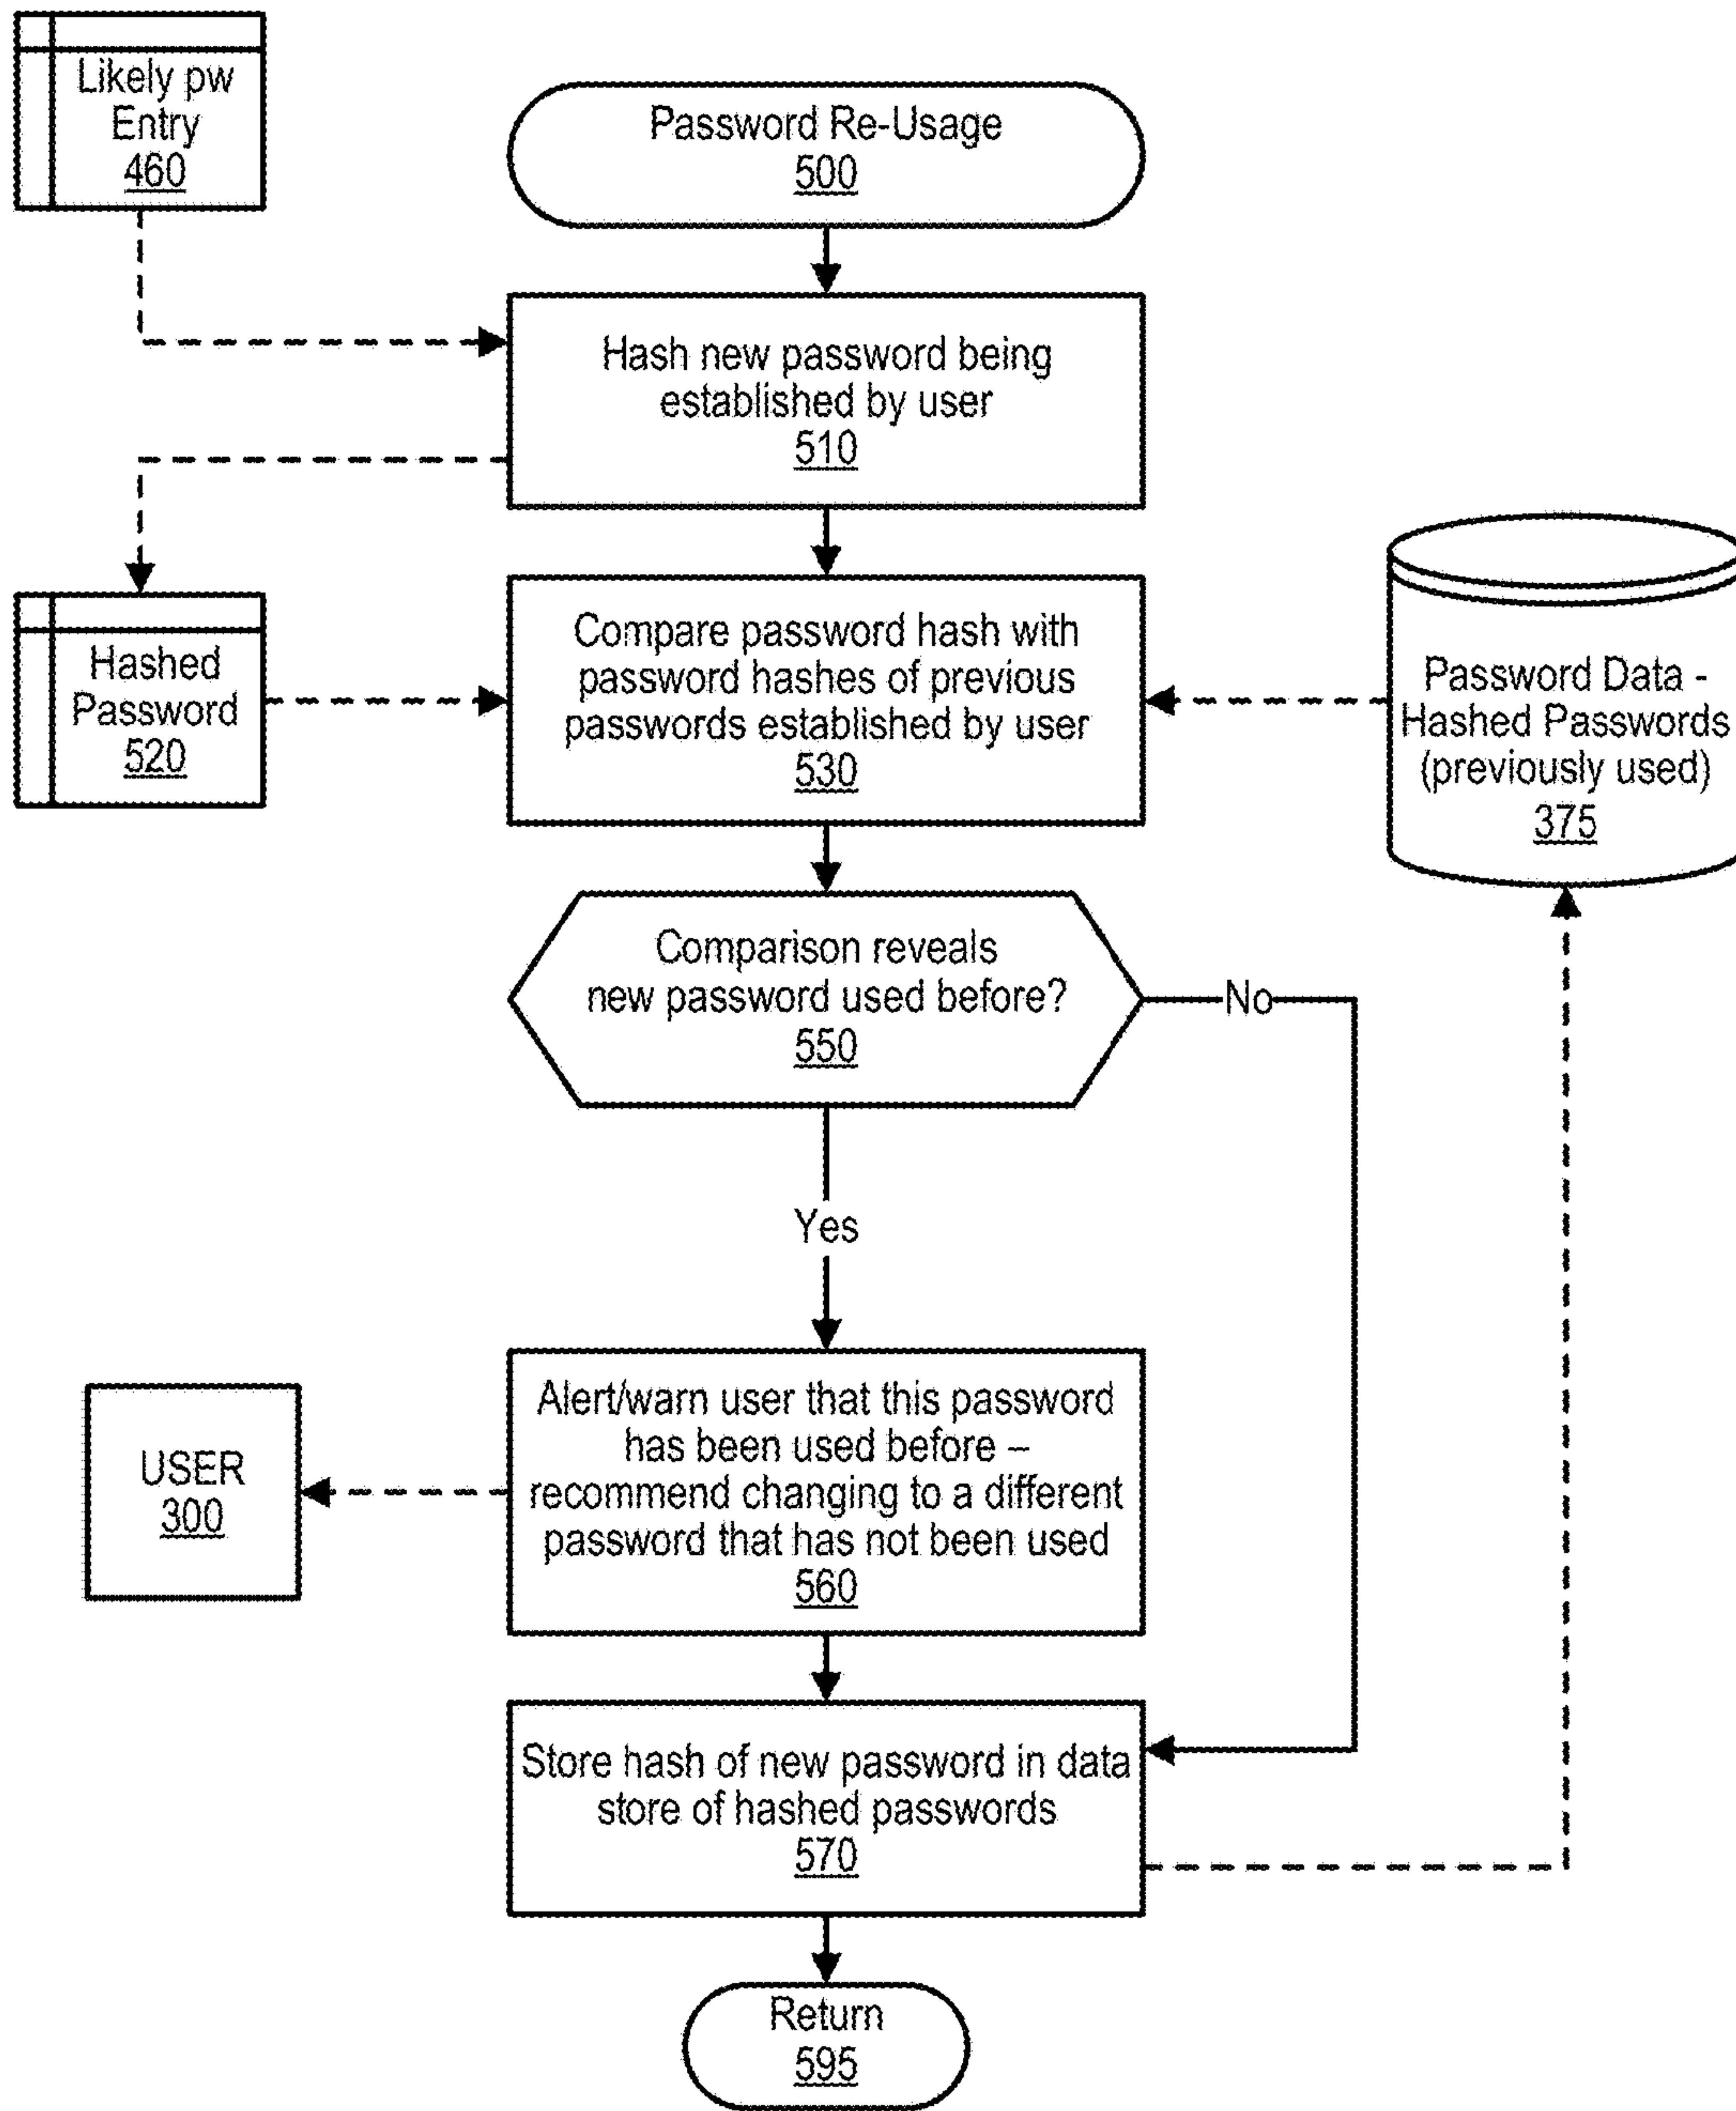 Likely pw
Entry
460
Password Re-Usage
500
Hash new password being
established by user
510
Hashed
Password
520
Compare password hash with
password hashes of previous
passwords established by user
530
Password Data -
Hashed Passwords
(previously used)
375
Comparison reveals
new password used before?
550
No
Yes
USER
300
Alert/warn user that this password
has been used before –
recommend changing to a different
password that has not been used
560
Store hash of new password in data
store of hashed passwords
570
Return
595